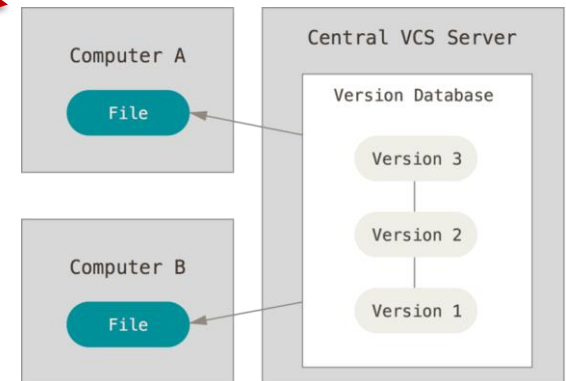 Computer A
File
Computer B
File
Central VCS Server
Version Database
Version 3
Version 2
Version 1